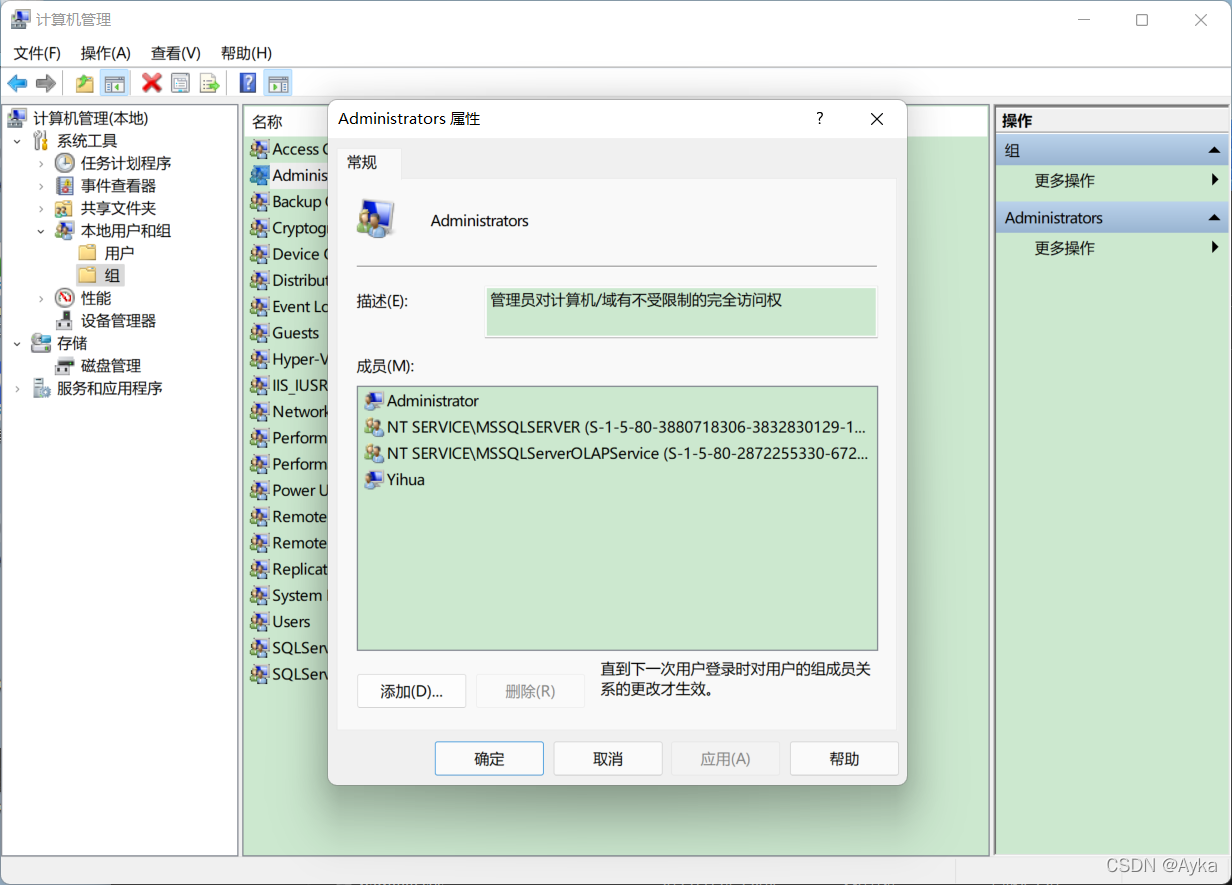 计算机管理
文件(F) 操作(A) 查看(V) 帮助(H)
计算机管理(本地)
系统工具
任务计划程序
事件查看器
共享文件夹
本地用户和组
用户
组
性能
设备管理器
存储
磁盘管理
服务和应用程序
名称
Access
Adminis
Backup
Cryptog
Device
Distribut
Event Lo
Guests
Hyper-V
IIS_IUSR
Network
Perform
Perform
Power U
Remote
Remote
Replicat
System
Users
SQLServ
SQLServ
Administrators 属性
?
常规
Administrators
描述(E):
管理员对计算机/域有不受限制的完全访问权
成员(M):
Administrator
NT SERVICE\MSSQLSERVER (S-1-5-80-3880718306-3832830129-1...
NT SERVICE\MSSQLServerOLAPService (S-1-5-80-2872255330-672...
Yihua
添加(D)...
删除(R)
直到下一次用户登录时对用户的组成员关
系的更改才生效。
确定
取消
应用(A)
帮助
操作
组
更多操作
Administrators
更多操作
CSDN @Ayka